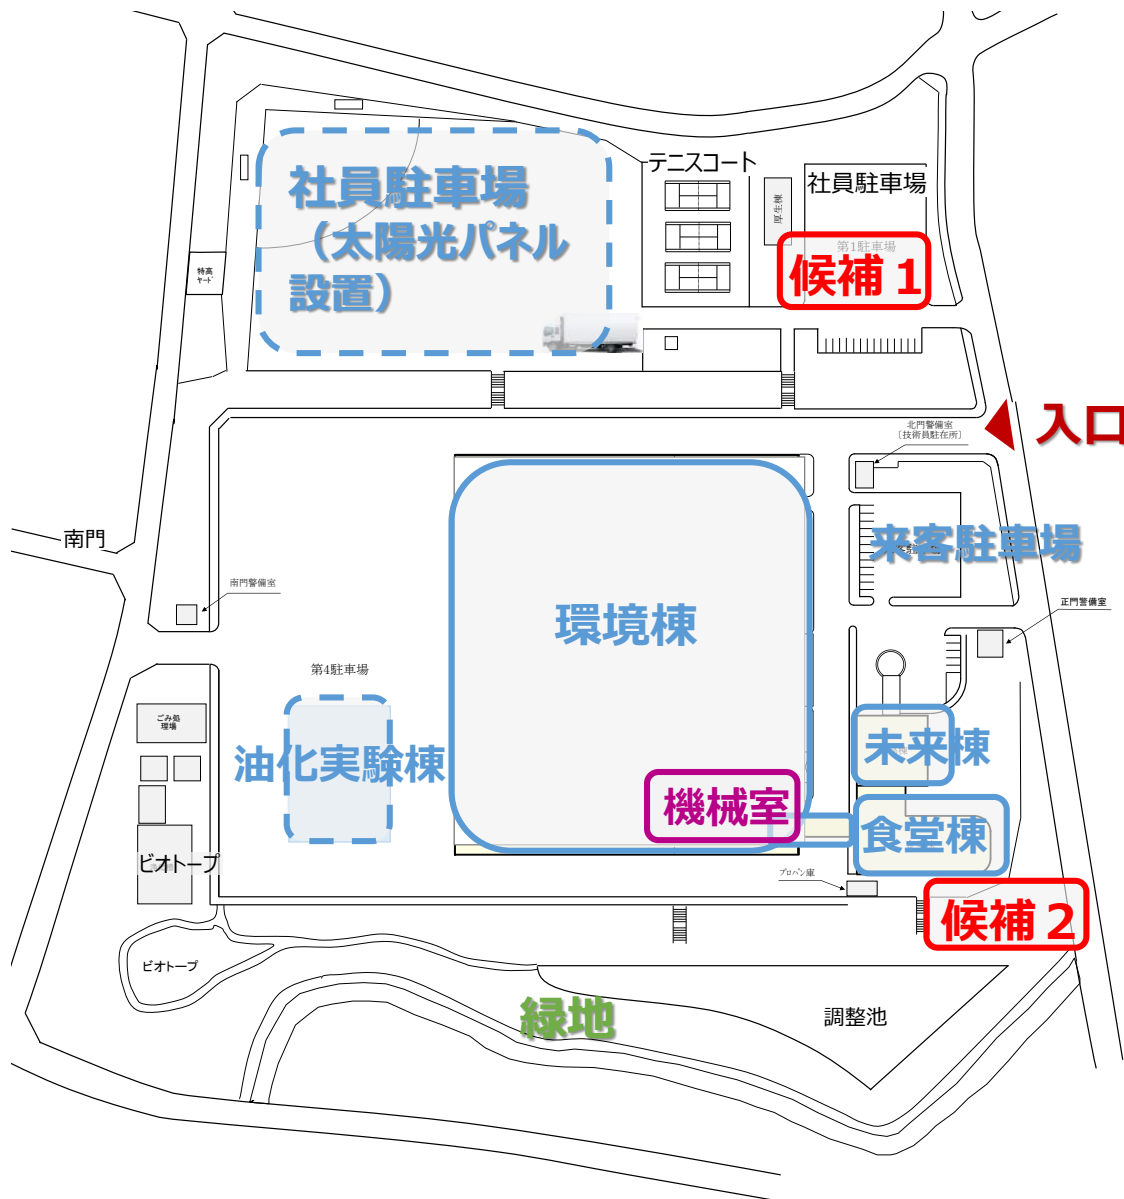 テニスコート
社員駐車場
（太陽光パネル
設置）
社員駐車場
厚生棟
第1駐車場
候補１
特高
ヤード
入口
北門警備室
〔技術員駐在所〕
南門
来客駐車場
南門警備室
正門警備室
環境棟
第4駐車場
ごみ処
理場
未来棟
油化実験棟
機械室
食堂棟
ビオトープ
プロパン庫
候補２
ビオトープ
緑地
調整池